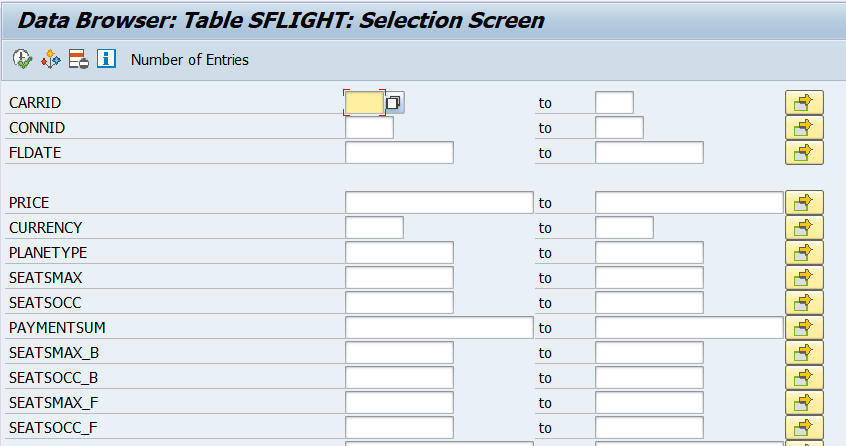 Data Browser: Table SFLIGHT: Selection Screen
Number of Entries
CARRID to
CONNID to
FLDATE to
PRICE to
CURRENCY to
PLANETYPE to
SEATSMAX to
SEATSOCC to
PAYMENTSUM to
SEATSMAX_B to
SEATSOCC_B to
SEATSMAX_F to
SEATSOCC_F to